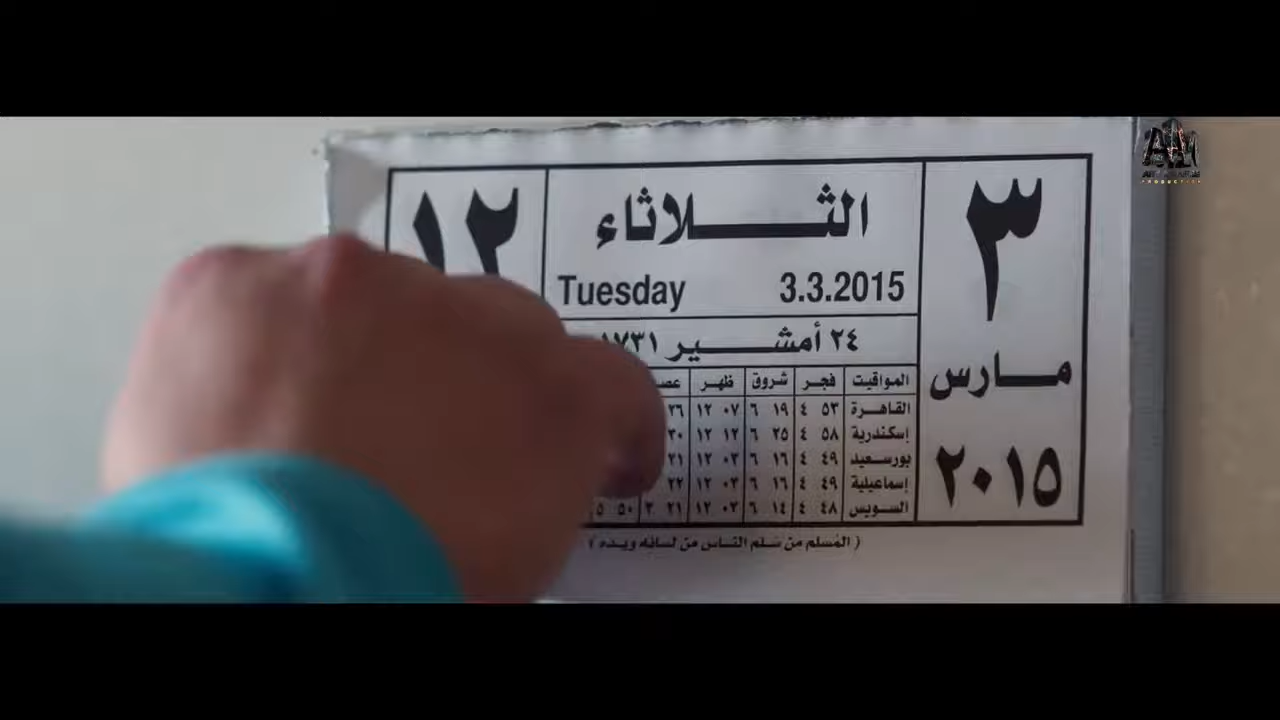 الثلاثاء
Tuesday 3.3.2015
٣
مارس
٢٠١٥
١٢
٢٤ أمشير ١٧٣١
المواقيت فجر شروق ظهر
القاهرة ٥٣ ٤ ١٩ ٦ ٠٧ ١٢ ٢٦
إسكندرية ٥٨ ٤ ٢٥ ٦ ١٢ ١٢ ٣٠
بورسعيد ٤٩ ٤ ١٦ ٦ ٠٣ ١٢ ٢١
إسماعيلية ٤٩ ٤ ١٦ ٦ ٠٣ ١٢ ٢٢
السويس ٤٨ ٤ ١٤ ٦ ٠٣ ١٢ ٢١ ٣ ٥٠ ٥
( المسلم من سلم الناس من لسانه ويده )
PRODUCTION